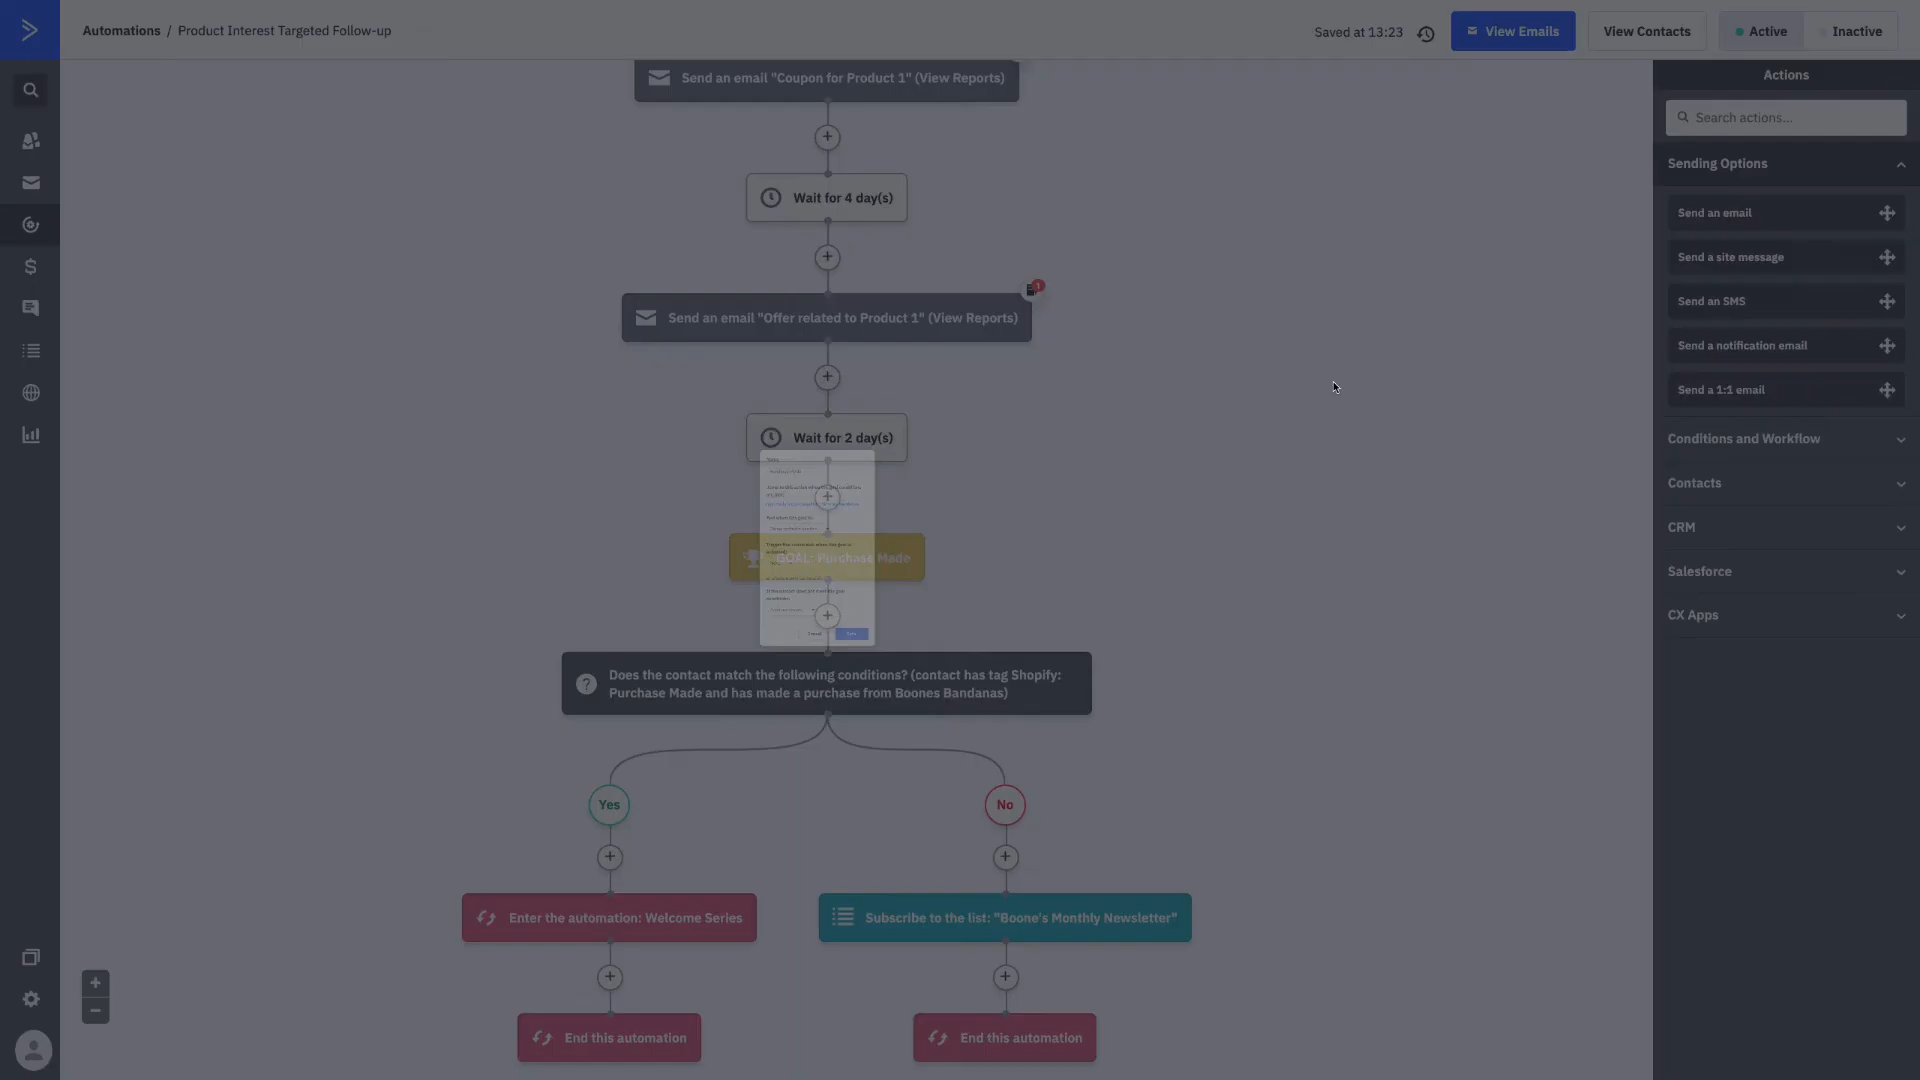 Automations / Product Interest Targeted Follow-up
Saved at 13:23
View Emails
View Contacts
Active
Inactive
Send an email "Coupon for Product 1" (View Reports)
Wait for 4 day(s)
1
Send an email "Offer related to Product 1" (View Reports)
Wait for 2 day(s)
GOAL: Purchase Made
Does the contact match the following conditions? (contact has tag Shopify:
Purchase Made and has made a purchase from Boones Bandanas)
Yes
No
Enter the automation: Welcome Series
Subscribe to the list: "Boone's Monthly Newsletter"
End this automation
End this automation
Actions
Search actions...
Sending Options
Send an email
Send a site message
Send an SMS
Send a notification email
Send a 1:1 email
Conditions and Workflow
Contacts
CRM
Salesforce
CX Apps